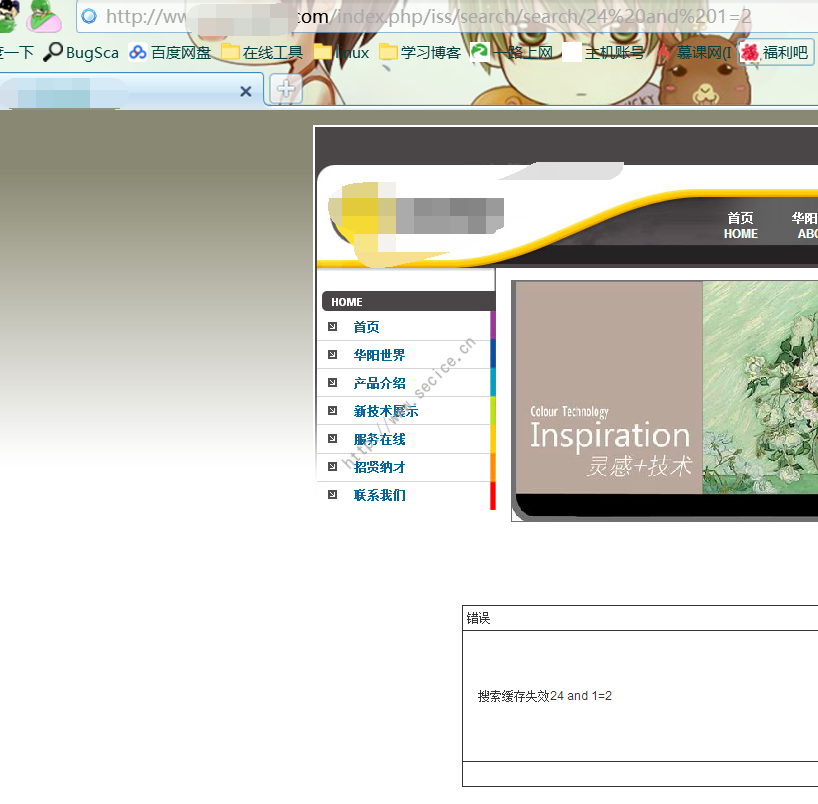 http://ww com/index.php/iss/search/search/24%20and%201=2
度一下 BugSca 百度网盘 在线工具 linux 学习博客 一路上网 主机账号 慕课网(I 福利吧
首页 华阳
HOME ABO
HOME
首页
华阳世界
产品介绍
新技术展示
服务在线
招贤纳才
联系我们
http://www.secice.cn
Colour Technology
Inspiration
灵感+技术
错误
搜索缓存失效24 and 1=2